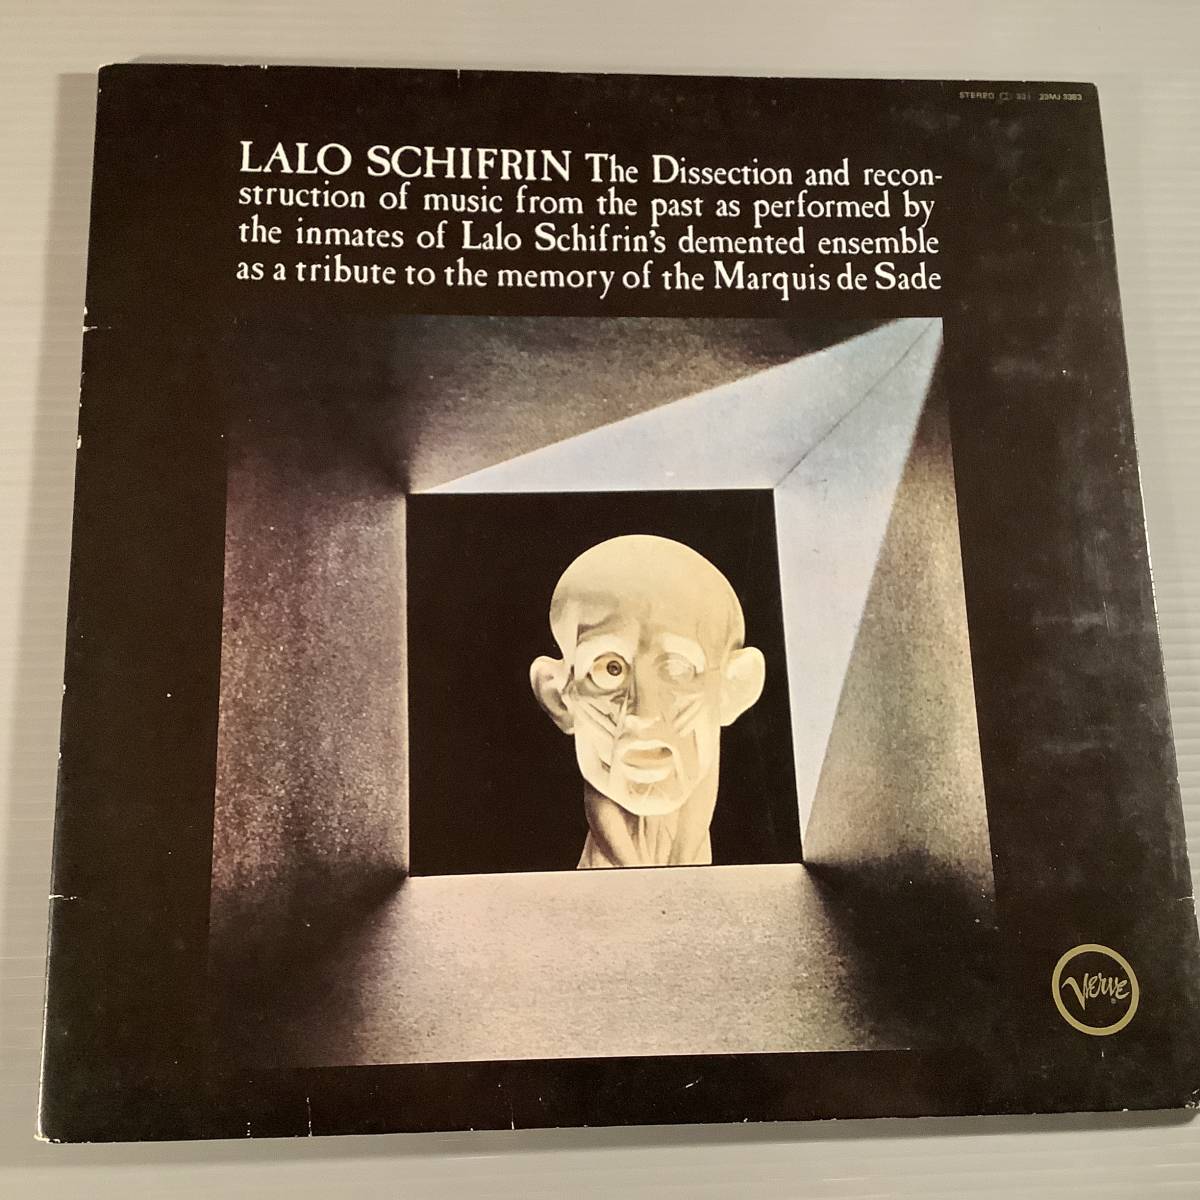 STEREO 33⅓ 23MJ 3383
LALO SCHIFRIN The Dissection and recon-
struction of music from the past as performed by
the inmates of Lalo Schifrin's demented ensemble
as a tribute to the memory of the Marquis de Sade
Verve